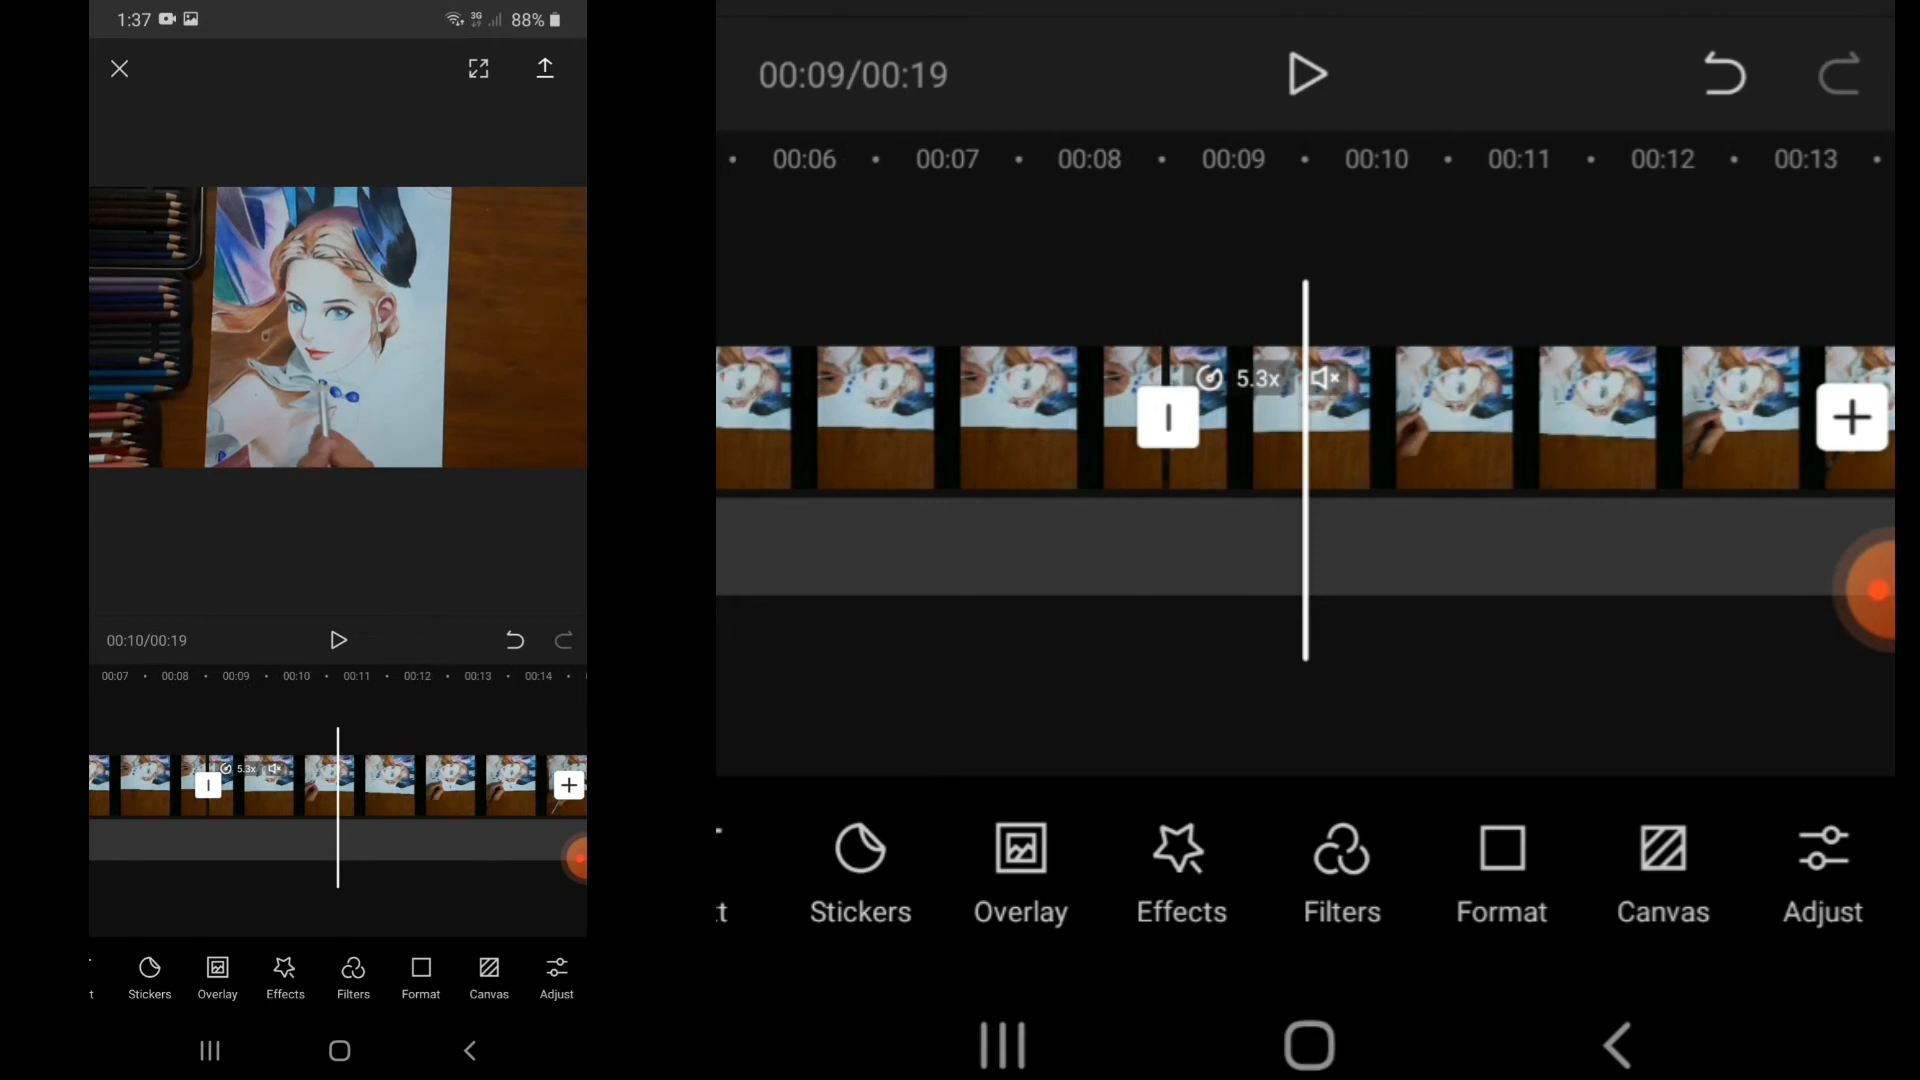 1:37 3G 88%
00:10/00:19
00:07 00:08 00:09 00:10 00:11 00:12 00:13 00:14
5.3x
t Stickers Overlay Effects Filters Format Canvas Adjust
00:09/00:19
00:06 00:07 00:08 00:09 00:10 00:11 00:12 00:13
5.3x
t Stickers Overlay Effects Filters Format Canvas Adjust